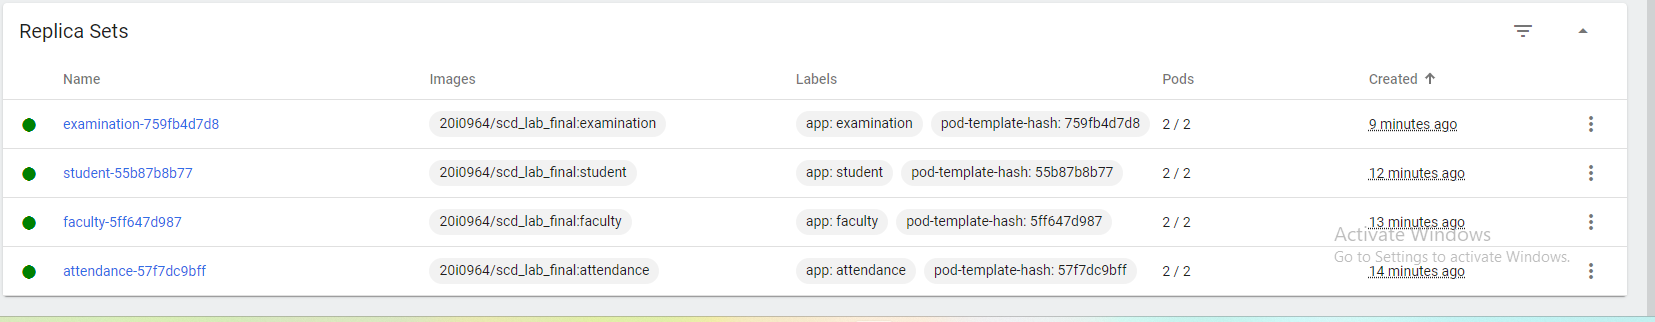 Replica Sets
Name Images Labels Pods Created
examination-759fb4d7d8 20i0964/scd_lab_final:examination app: examination pod-template-hash: 759fb4d7d8 2 / 2 9 minutes ago
student-55b87b8b77 20i0964/scd_lab_final:student app: student pod-template-hash: 55b87b8b77 2 / 2 12 minutes ago
faculty-5ff647d987 20i0964/scd_lab_final:faculty app: faculty pod-template-hash: 5ff647d987 2 / 2 13 minutes ago
Activate Windows
Go to Settings to activate Windows.
attendance-57f7dc9bff 20i0964/scd_lab_final:attendance app: attendance pod-template-hash: 57f7dc9bff 2 / 2 14 minutes ago